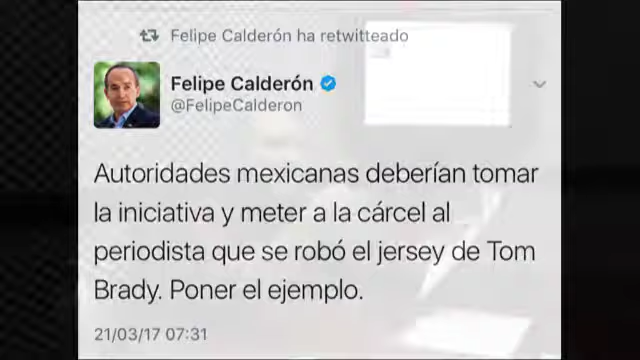 Felipe Calderón ha retwitteado
Felipe Calderón
@FelipeCalderon
Autoridades mexicanas deberían tomar
la iniciativa y meter a la cárcel al
periodista que se robó el jersey de Tom
Brady. Poner el ejemplo.
21/03/17 07:31